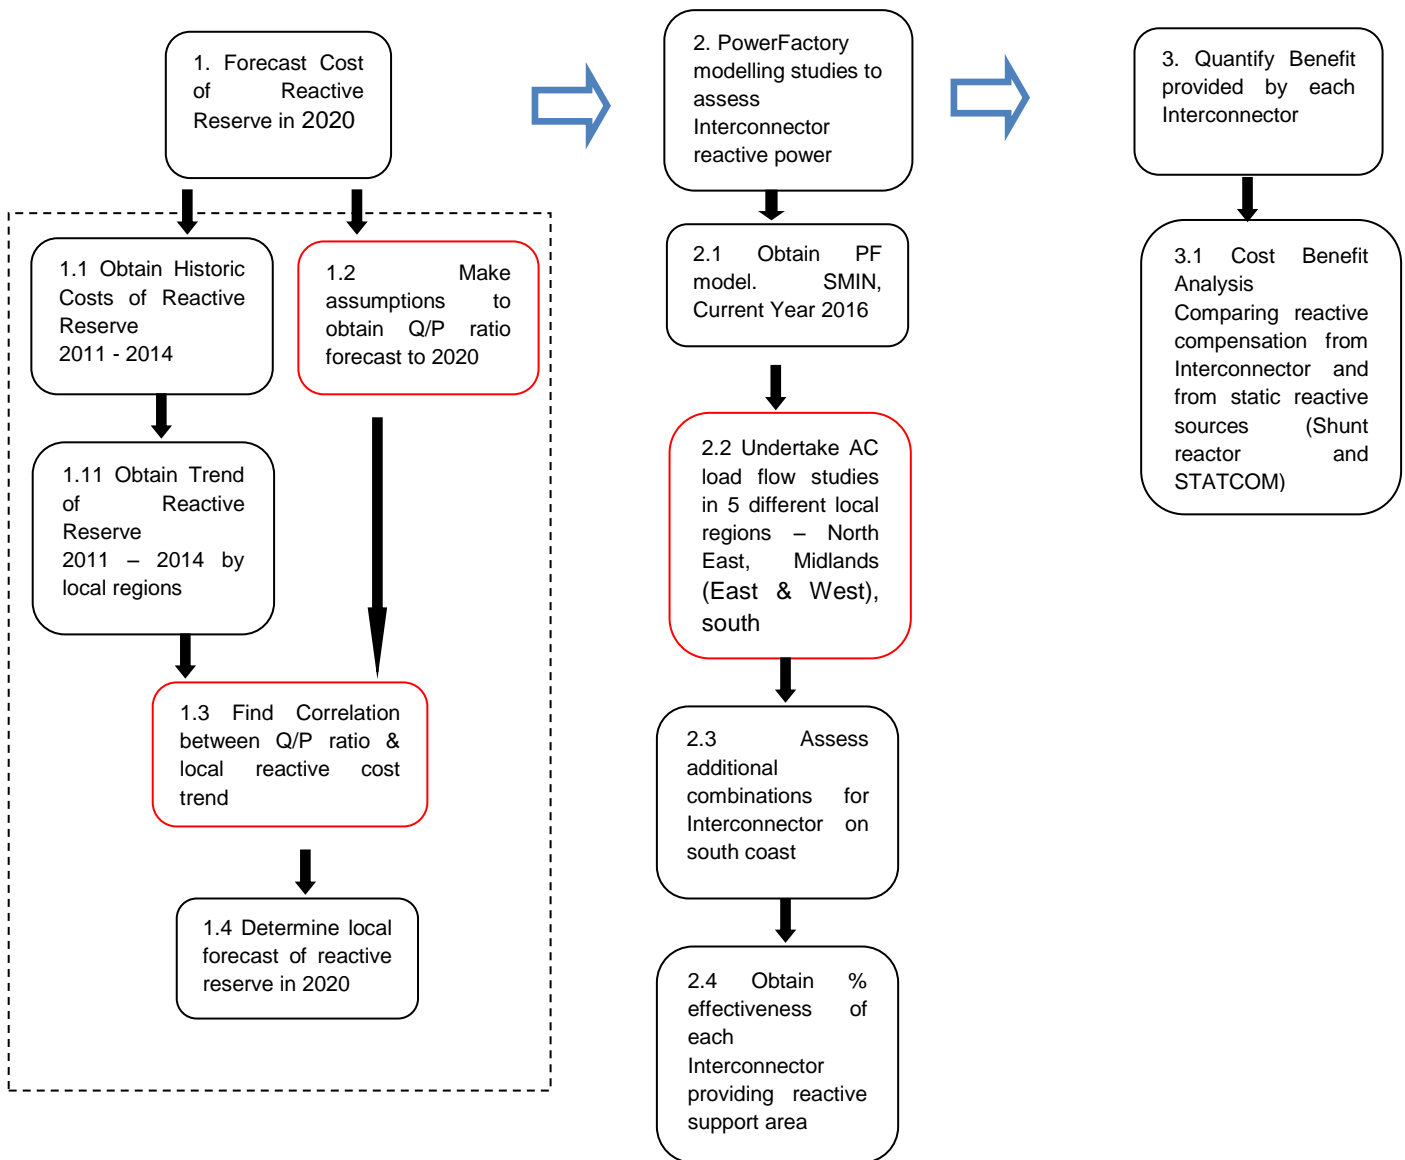 1. Forecast Cost
of Reactive
Reserve in 2020
1.1 Obtain Historic
Costs of Reactive
Reserve
2011 - 2014
1.2 Make
assumptions to
obtain Q/P ratio
forecast to 2020
1.11 Obtain Trend
of Reactive
Reserve
2011 – 2014 by
local regions
1.3 Find Correlation
between Q/P ratio &
local reactive cost
trend
1.4 Determine local
forecast of reactive
reserve in 2020
2. PowerFactory
modelling studies to
assess
Interconnector
reactive power
2.1 Obtain PF
model. SMIN,
Current Year 2016
2.2 Undertake AC
load flow studies
in 5 different local
regions – North
East, Midlands
(East & West),
south
2.3 Assess
additional
combinations for
Interconnector on
south coast
2.4 Obtain %
effectiveness of
each
Interconnector
providing reactive
support area
3. Quantify Benefit
provided by each
Interconnector
3.1 Cost Benefit
Analysis
Comparing reactive
compensation from
Interconnector and
from static reactive
sources (Shunt
reactor and
STATCOM)